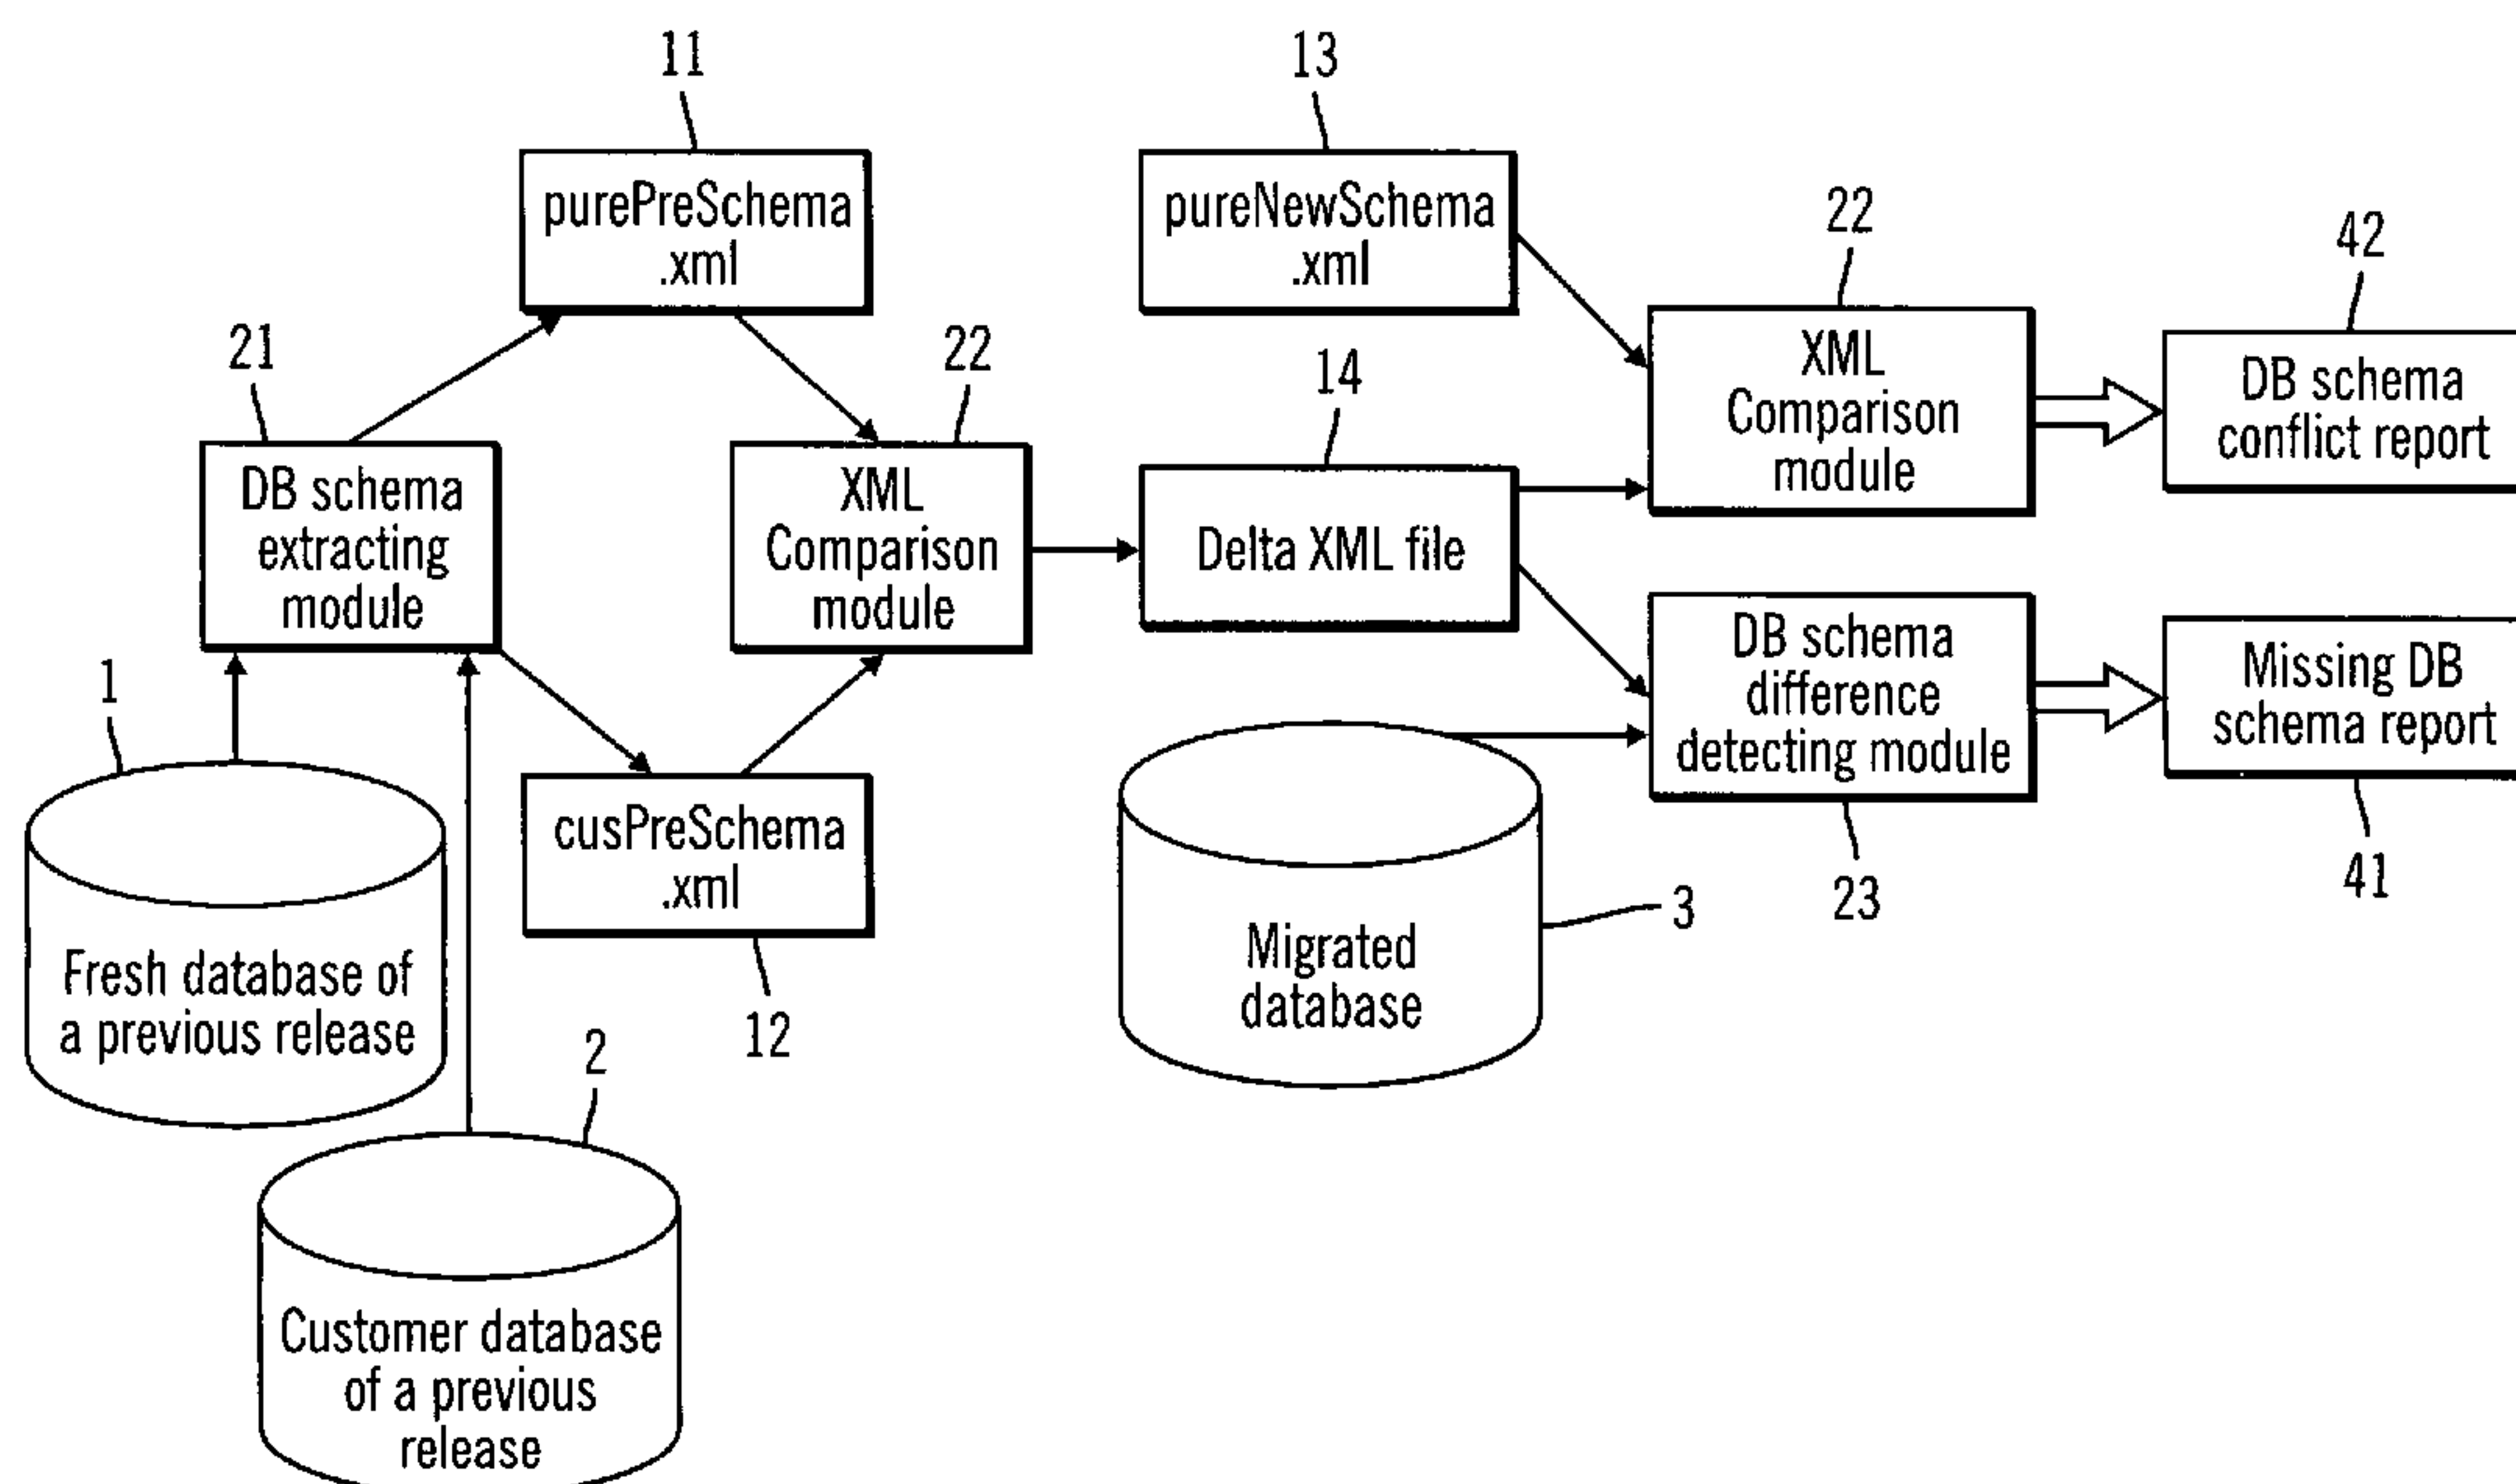 11
purePreSchema
.xml
13
pureNewSchema
.xml
22
XML
Comparison
module
42
DB schema
conflict report
21
DB schema
extracting
module
22
XML
Comparison
module
14
Delta XML file
DB schema
difference
detecting module
23
Missing DB
schema report
41
1
Fresh database of
a previous release
cusPreSchema
.xml
12
Migrated
database
3
2
Customer database
of a previous
release